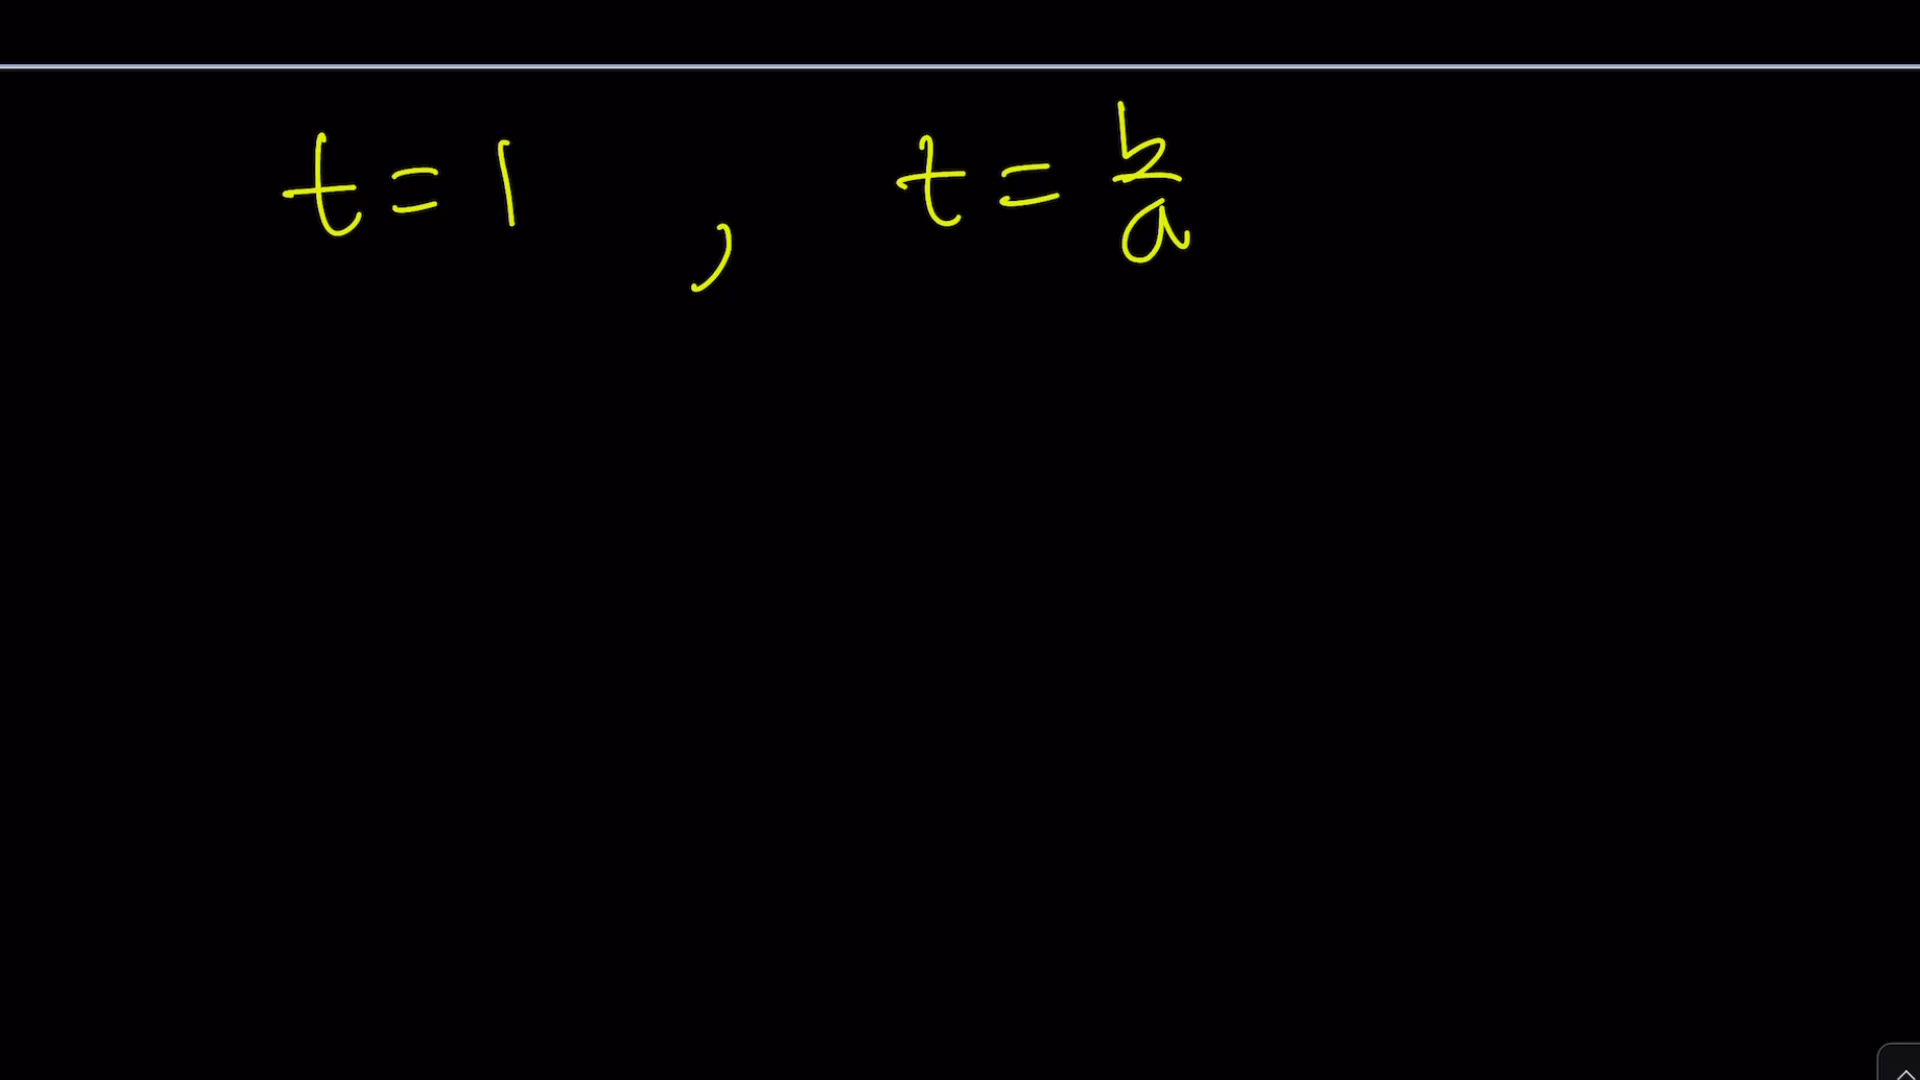 t = 1 , t = b/a